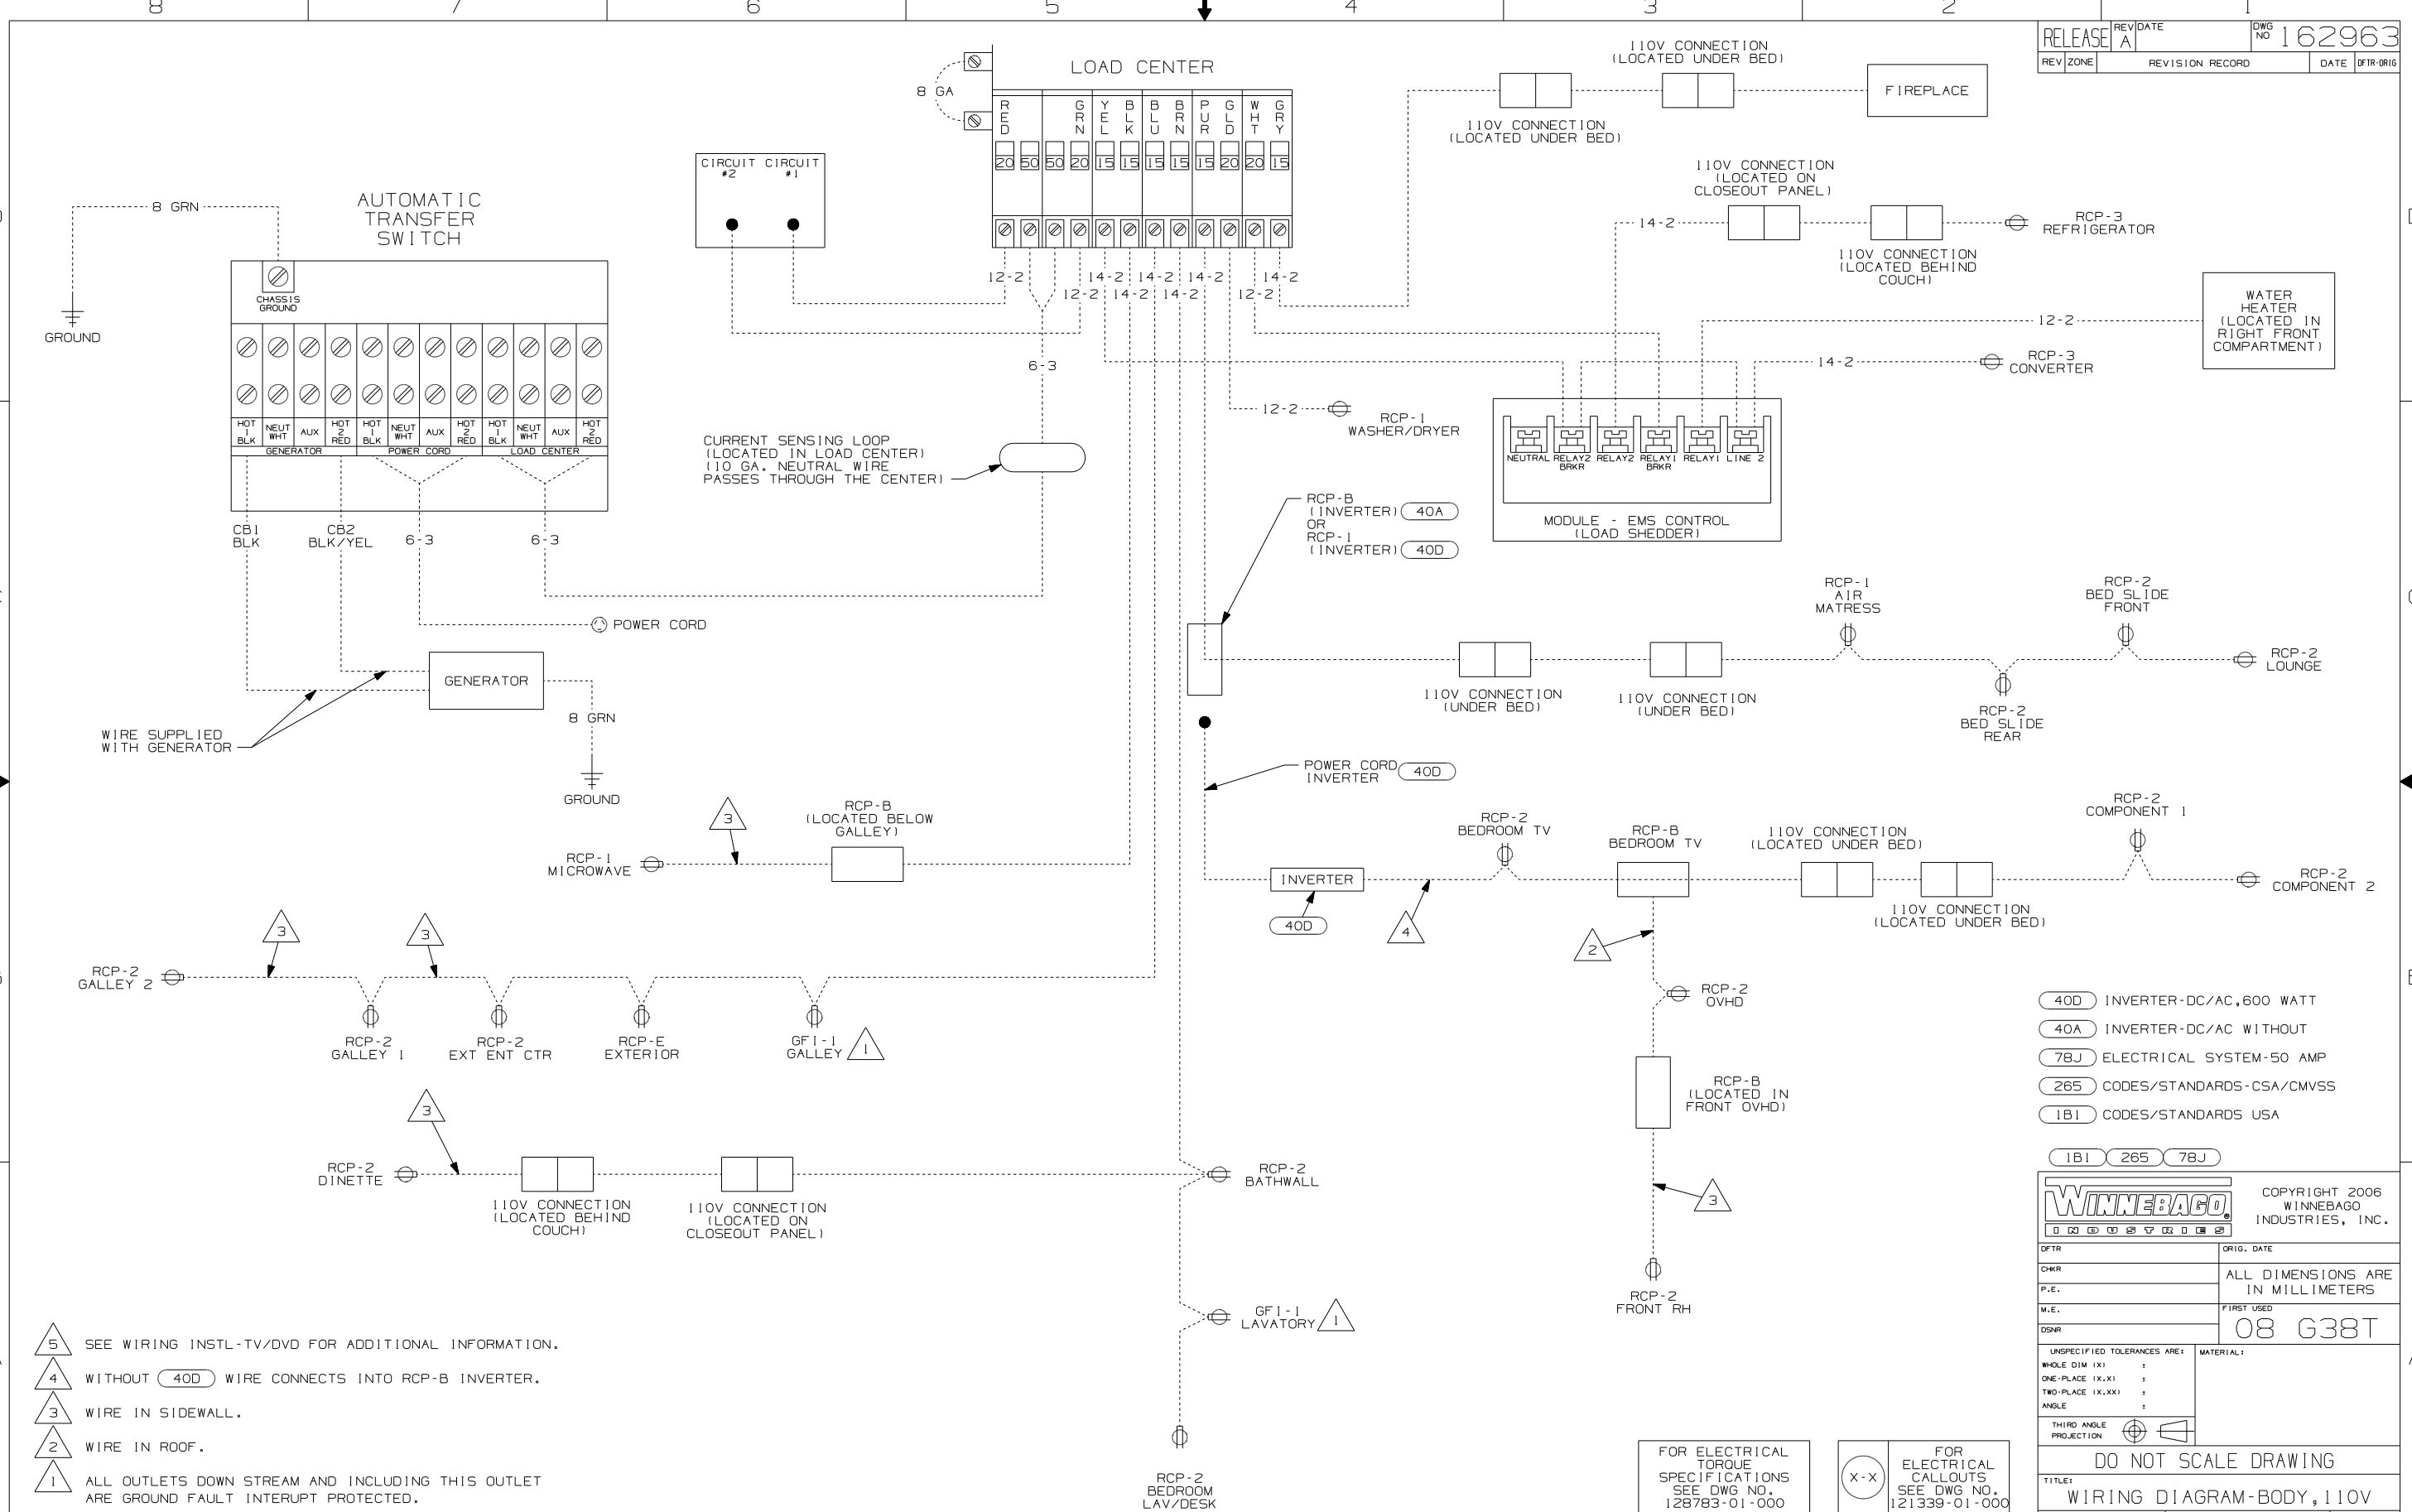 8 7 6 5 4 3 2 1
RELEASE
REV
A
DATE
DWG
NO
162963
REV
ZONE
REVISION RECORD
DATE
DFTR-ORIG
8 GA
LOAD CENTER
RED
GRN
YEL
BLK
BLU
BRN
PUR
GLD
WHT
GRY
20 50 50 20 15 15 15 15 15 20 20 15
12-2 14-2 14-2 14-2 14-2
12-2 14-2 14-2 12-2
6-3
CIRCUIT
#2
CIRCUIT
#1
110V CONNECTION
(LOCATED UNDER BED)
110V CONNECTION
(LOCATED UNDER BED)
FIREPLACE
110V CONNECTION
(LOCATED ON
CLOSEOUT PANEL)
14-2
110V CONNECTION
(LOCATED BEHIND
COUCH)
RCP-3
REFRIGERATOR
WATER
HEATER
(LOCATED IN
RIGHT FRONT
COMPARTMENT)
12-2
14-2
RCP-3
CONVERTER
12-2
RCP-1
WASHER/DRYER
NEUTRAL
RELAY2
BRKR
RELAY2
RELAY1
BRKR
RELAY1
LINE 2
MODULE - EMS CONTROL
(LOAD SHEDDER)
8 GRN
GROUND
AUTOMATIC
TRANSFER
SWITCH
CHASSIS
GROUND
HOT
1
BLK
NEUT
WHT
AUX
HOT
2
RED
HOT
1
BLK
NEUT
WHT
AUX
HOT
2
RED
HOT
1
BLK
NEUT
WHT
AUX
HOT
2
RED
GENERATOR
POWER CORD
LOAD CENTER
CB1
BLK
CB2
BLK/YEL
6-3
6-3
CURRENT SENSING LOOP
(LOCATED IN LOAD CENTER)
(10 GA. NEUTRAL WIRE
PASSES THROUGH THE CENTER)
POWER CORD
GENERATOR
8 GRN
GROUND
WIRE SUPPLIED
WITH GENERATOR
RCP-B
(INVERTER) 40A
OR
RCP-1
(INVERTER) 40D
110V CONNECTION
(UNDER BED)
110V CONNECTION
(UNDER BED)
RCP-1
AIR
MATRESS
RCP-2
BED SLIDE
REAR
RCP-2
BED SLIDE
FRONT
RCP-2
LOUNGE
POWER CORD
INVERTER
40D
INVERTER
40D
4
RCP-2
BEDROOM TV
RCP-B
BEDROOM TV
110V CONNECTION
(LOCATED UNDER BED)
110V CONNECTION
(LOCATED UNDER BED)
RCP-2
COMPONENT 1
RCP-2
COMPONENT 2
2
RCP-2
OVHD
RCP-B
(LOCATED IN
FRONT OVHD)
3
RCP-2
FRONT RH
3
RCP-B
(LOCATED BELOW
GALLEY)
RCP-1
MICROWAVE
3
3
RCP-2
GALLEY 2
RCP-2
GALLEY 1
RCP-2
EXT ENT CTR
RCP-E
EXTERIOR
GFI-1
GALLEY
1
3
RCP-2
DINETTE
110V CONNECTION
(LOCATED BEHIND
COUCH)
110V CONNECTION
(LOCATED ON
CLOSEOUT PANEL)
RCP-2
BATHWALL
GFI-1
LAVATORY
1
RCP-2
BEDROOM
LAV/DESK
5 SEE WIRING INSTL-TV/DVD FOR ADDITIONAL INFORMATION.
4 WITHOUT 40D WIRE CONNECTS INTO RCP-B INVERTER.
3 WIRE IN SIDEWALL.
2 WIRE IN ROOF.
1 ALL OUTLETS DOWN STREAM AND INCLUDING THIS OUTLET
ARE GROUND FAULT INTERUPT PROTECTED.
40D INVERTER-DC/AC,600 WATT
40A INVERTER-DC/AC WITHOUT
78J ELECTRICAL SYSTEM-50 AMP
265 CODES/STANDARDS-CSA/CMVSS
1B1 CODES/STANDARDS USA
1B1 265 78J
WINNEBAGO
INDUSTRIES
COPYRIGHT 2006
WINNEBAGO
INDUSTRIES, INC.
DFTR
ORIG. DATE
CHKR
P.E.
ALL DIMENSIONS ARE
IN MILLIMETERS
M.E.
FIRST USED
DSNR
08 G38T
UNSPECIFIED TOLERANCES ARE:
MATERIAL:
WHOLE DIM (X) ±
ONE-PLACE (X.X) ±
TWO-PLACE (X.XX) ±
ANGLE ±
THIRD ANGLE
PROJECTION
DO NOT SCALE DRAWING
TITLE:
WIRING DIAGRAM-BODY,110V
FOR ELECTRICAL
TORQUE
SPECIFICATIONS
SEE DWG NO.
128783-01-000
X-X
FOR
ELECTRICAL
CALLOUTS
SEE DWG NO.
121339-01-000